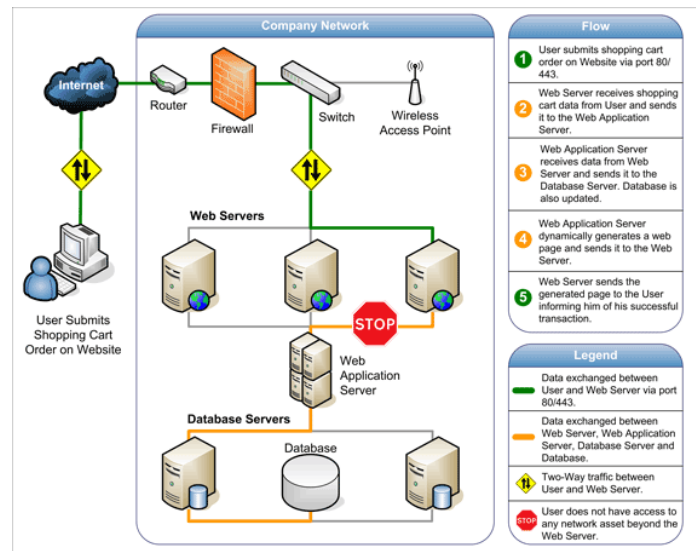 Company Network
Internet
Router
Firewall
Switch
Wireless
Access Point
Web Servers
User Submits
Shopping Cart
Order on Website
STOP
Web
Application
Server
Database Servers
Database
Flow
1 User submits shopping cart
order on Website via port 80/
443.
2 Web Server receives shopping
cart data from User and sends
it to the Web Application
Server.
3 Web Application Server
receives data from Web
Server and sends it to the
Database Server. Database is
also updated.
4 Web Application Server
dynamically generates a web
page and sends it to the Web
Server.
5 Web Server sends the
generated page to the User
informing him of his successful
transaction.
Legend
Data exchanged between
User and Web Server via port
80/443.
Data exchanged between
Web Server, Web Application
Server, Database Server and
Database.
Two-Way traffic between
User and Web Server.
STOP User does not have access to
any network asset beyond the
Web Server.